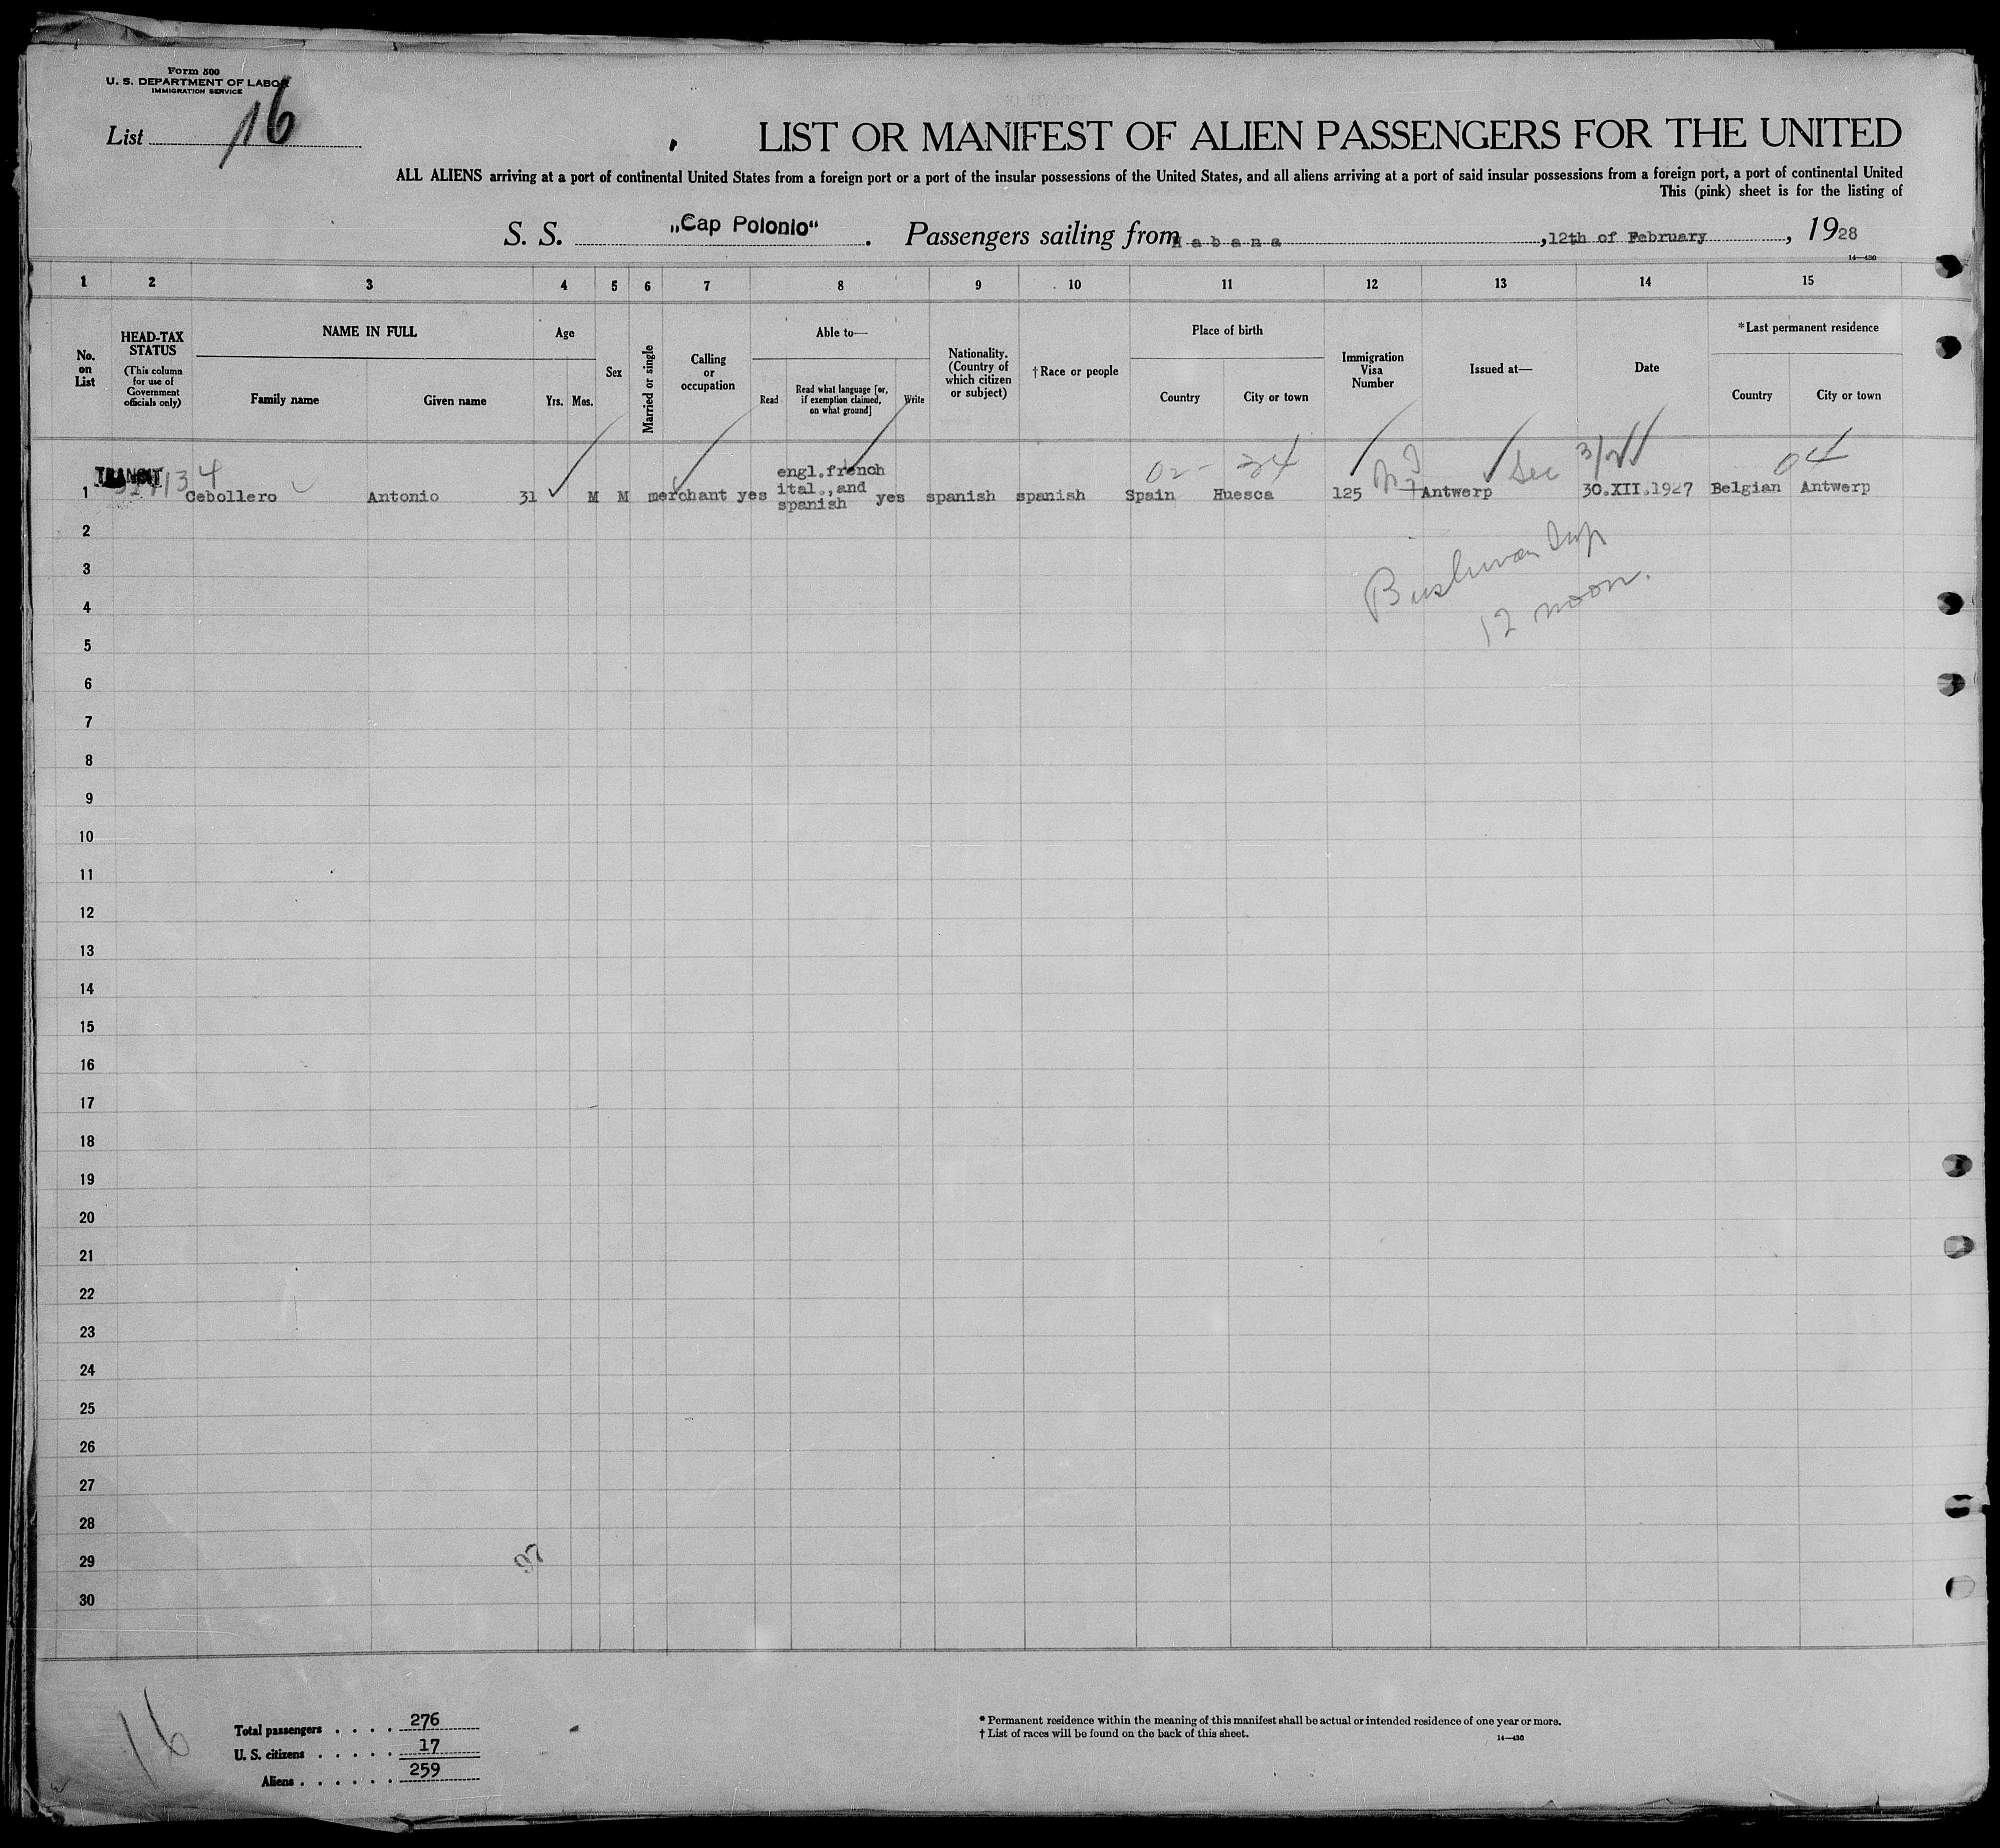 Form 500
U. S. DEPARTMENT OF LABOR
IMMIGRATION SERVICE
List 16
LIST OR MANIFEST OF ALIEN PASSENGERS FOR THE UNITED
ALL ALIENS arriving at a port of continental United States from a foreign port or a port of the insular possessions of the United States, and all aliens arriving at a port of said insular possessions from a foreign port, a port of continental United
This (pink) sheet is for the listing of
S. S. „Cap Polonio“ . Passengers sailing from Habana , 12th of February , 1928
14—430
1 2 3 4 5 6 7 8 9 10 11 12 13 14 15
No. on List
HEAD-TAX STATUS
(This column for use of Government officials only)
NAME IN FULL
Family name Given name
Age
Yrs. Mos.
Sex
Married or single
Calling or occupation
Able to—
Read
Read what language [or, if exemption claimed, on what ground]
Write
Nationality. (Country of which citizen or subject)
†Race or people
Place of birth
Country City or town
Immigration Visa Number
Issued at—
Date
*Last permanent residence
Country City or town
TRANSIT
02 - 24 Dec 04
1 Cebollero Antonio 31 M M merchant yes engl.french ital.,and spanish yes spanish spanish Spain Huesca 125 Antwerp 30.XII.1927 Belgian Antwerp
2
3
4
12 noon.
5
6
7
8
9
10
11
12
13
14
15
16
17
18
19
20
21
22
23
24
25
26
27
28
29
97
30
16
Total passengers . . . . 276
U. S. citizens . . . . . 17
Aliens . . . . . . 259
* Permanent residence within the meaning of this manifest shall be actual or intended residence of one year or more.
† List of races will be found on the back of this sheet.
14—430